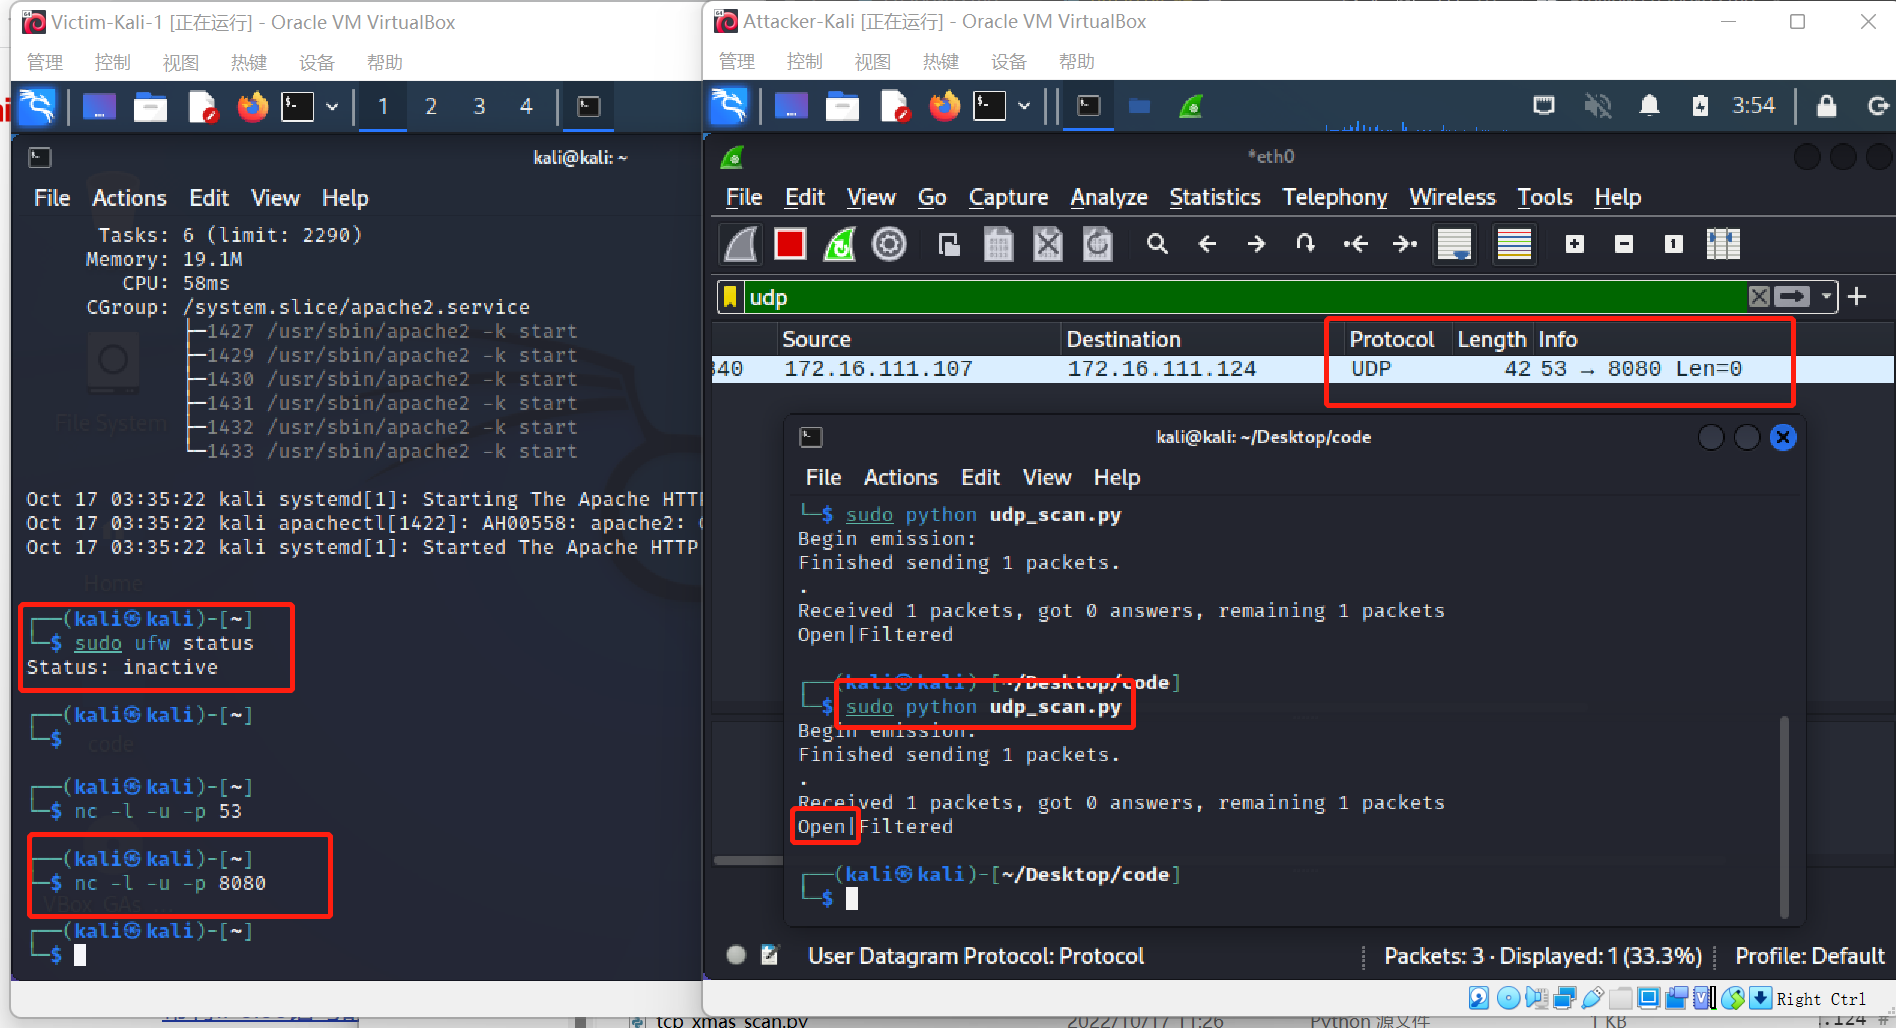 Victim-Kali-1 [正在运行] - Oracle VM VirtualBox
管理 控制 视图 热键 设备 帮助
1 2 3 4
kali@kali: ~
File Actions Edit View Help
Tasks: 6 (limit: 2290)
Memory: 19.1M
CPU: 58ms
CGroup: /system.slice/apache2.service
├─1427 /usr/sbin/apache2 -k start
├─1429 /usr/sbin/apache2 -k start
├─1430 /usr/sbin/apache2 -k start
├─1431 /usr/sbin/apache2 -k start
├─1432 /usr/sbin/apache2 -k start
└─1433 /usr/sbin/apache2 -k start
File System
Oct 17 03:35:22 kali systemd[1]: Starting The Apache HTT
Oct 17 03:35:22 kali apachectl[1422]: AH00558: apache2:
Oct 17 03:35:22 kali systemd[1]: Started The Apache HTTP
Home
┌──(kali㉿kali)-[~]
└─$ sudo ufw status
Status: inactive
┌──(kali㉿kali)-[~]
└─$
code
┌──(kali㉿kali)-[~]
└─$ nc -l -u -p 53
┌──(kali㉿kali)-[~]
└─$ nc -l -u -p 8080
VBox_GAs_
┌──(kali㉿kali)-[~]
└─$
Attacker-Kali [正在运行] - Oracle VM VirtualBox
管理 控制 视图 热键 设备 帮助
3:54
*eth0
File Edit View Go Capture Analyze Statistics Telephony Wireless Tools Help
udp
Source Destination Protocol Length Info
340 172.16.111.107 172.16.111.124 UDP 42 53 → 8080 Len=0
kali@kali: ~/Desktop/code
File Actions Edit View Help
└─$ sudo python udp_scan.py
Begin emission:
Finished sending 1 packets.
.
Received 1 packets, got 0 answers, remaining 1 packets
Open|Filtered
┌──(kali㉿kali)-[~/Desktop/code]
└─$ sudo python udp_scan.py
Begin emission:
Finished sending 1 packets.
.
Received 1 packets, got 0 answers, remaining 1 packets
Open|Filtered
┌──(kali㉿kali)-[~/Desktop/code]
└─$
User Datagram Protocol: Protocol Packets: 3 · Displayed: 1 (33.3%) Profile: Default
Right Ctrl
tcp_xmas_scan.py 2022/10/17 11:26 Python 源文件 1 KB .124 #